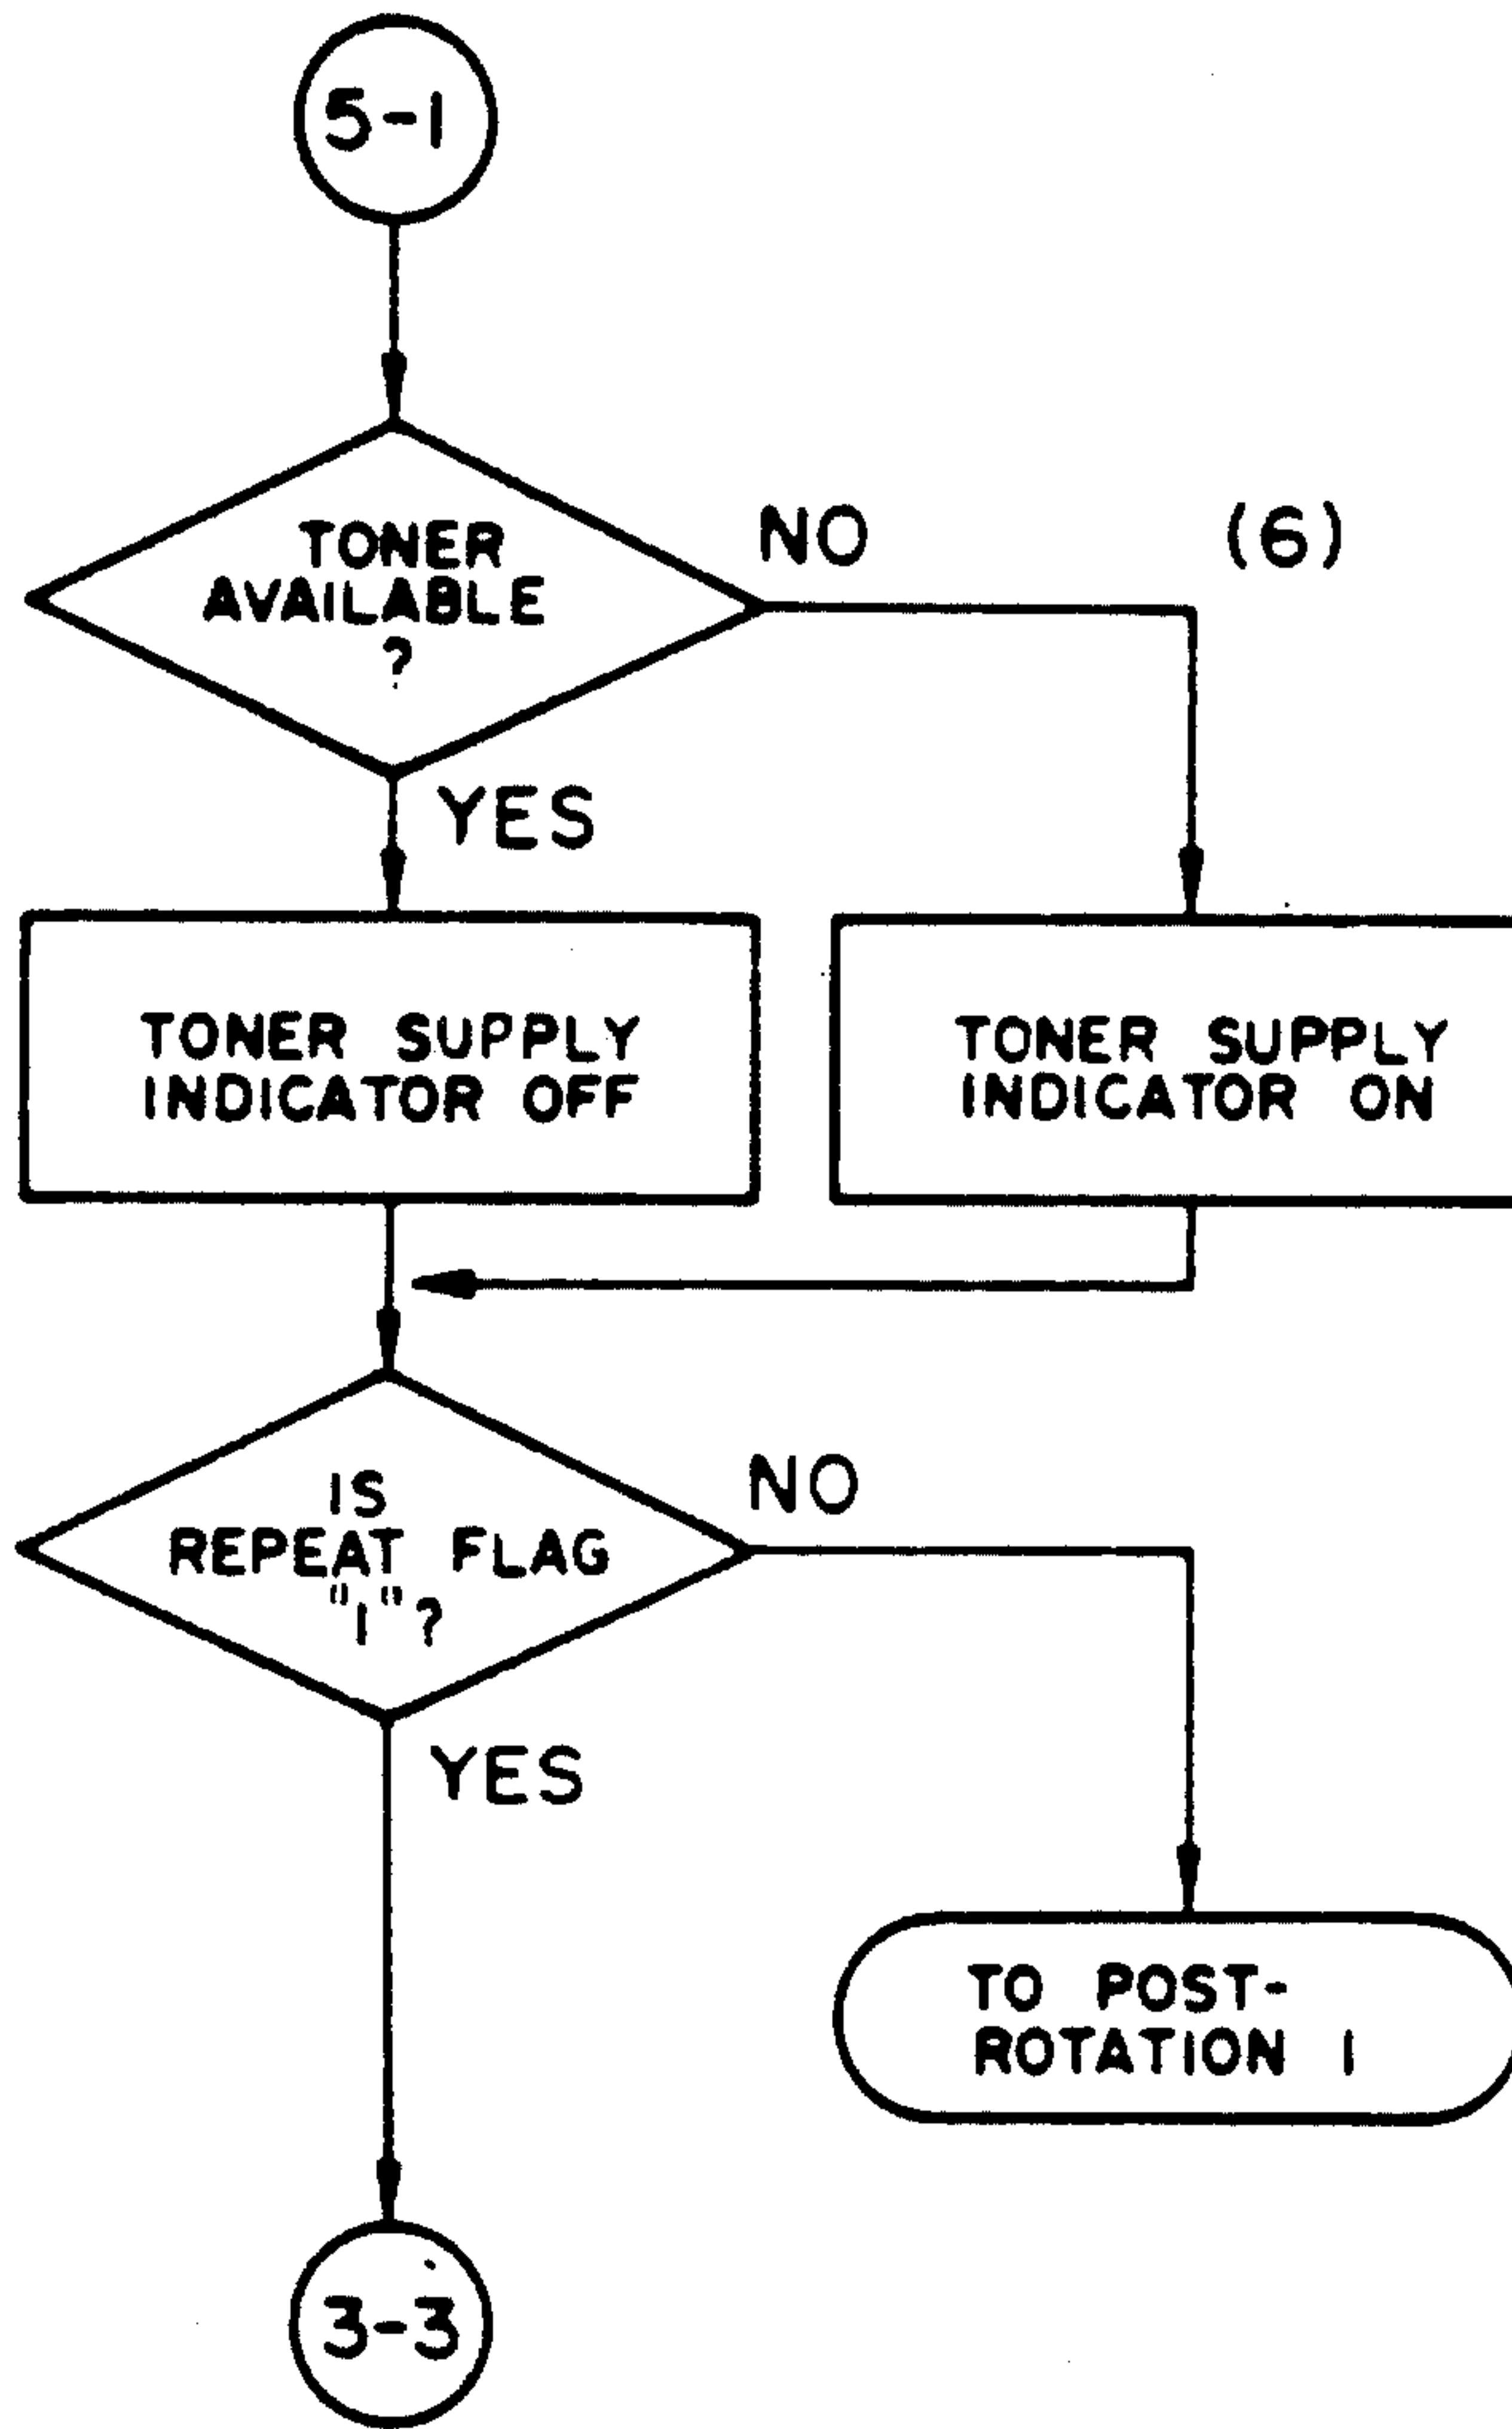 5-1
TONER
AVAILABLE
?
NO
(6)
YES
TONER SUPPLY
INDICATOR OFF
TONER SUPPLY
INDICATOR ON
IS
REPEAT FLAG
"1"?
NO
YES
TO POST-
ROTATION 1
3-3